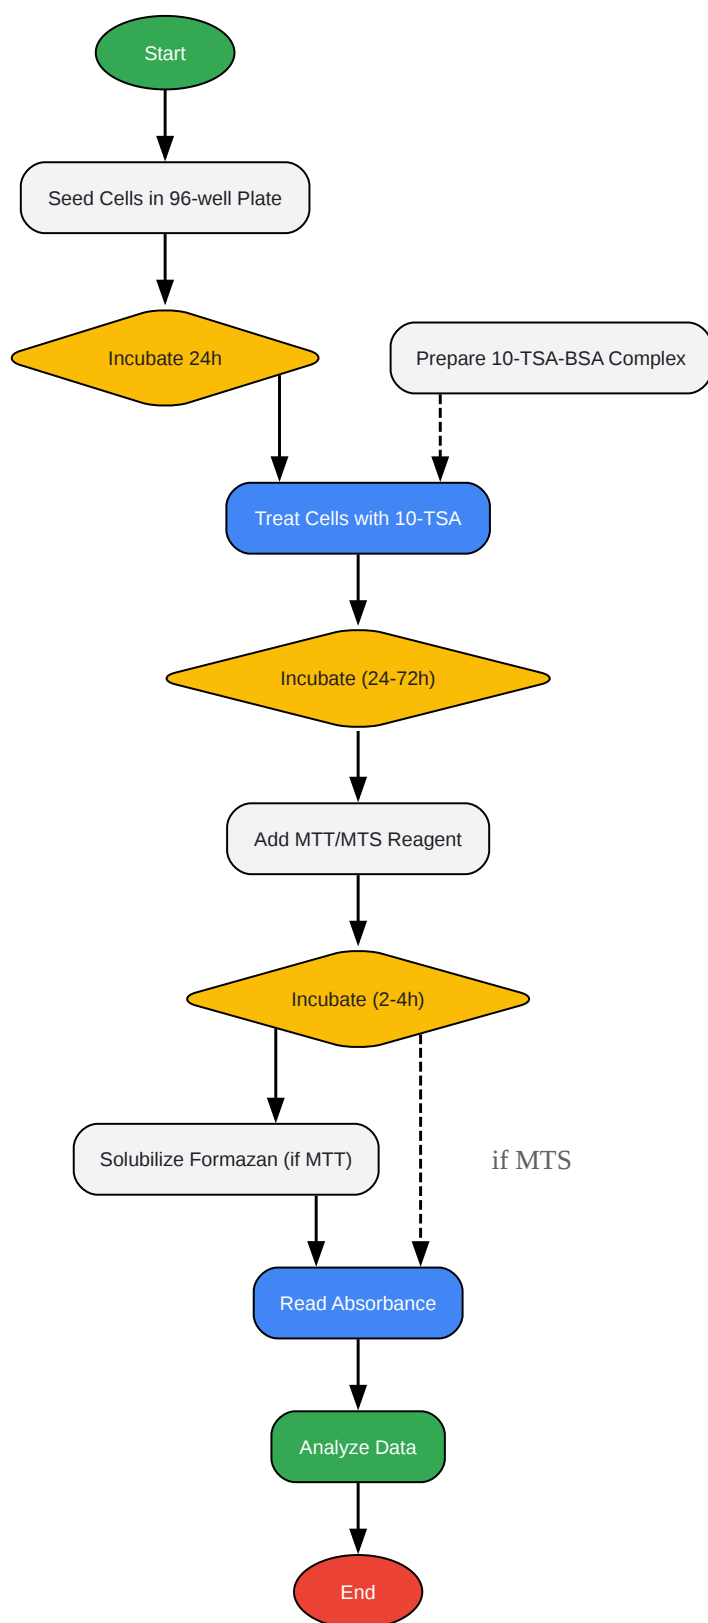 Start
Seed Cells in 96-well Plate
Incubate 24h
Prepare 10-TSA-BSA Complex
Treat Cells with 10-TSA
Incubate (24-72h)
Add MTT/MTS Reagent
Incubate (2-4h)
Solubilize Formazan (if MTT)
if MTS
Read Absorbance
Analyze Data
End